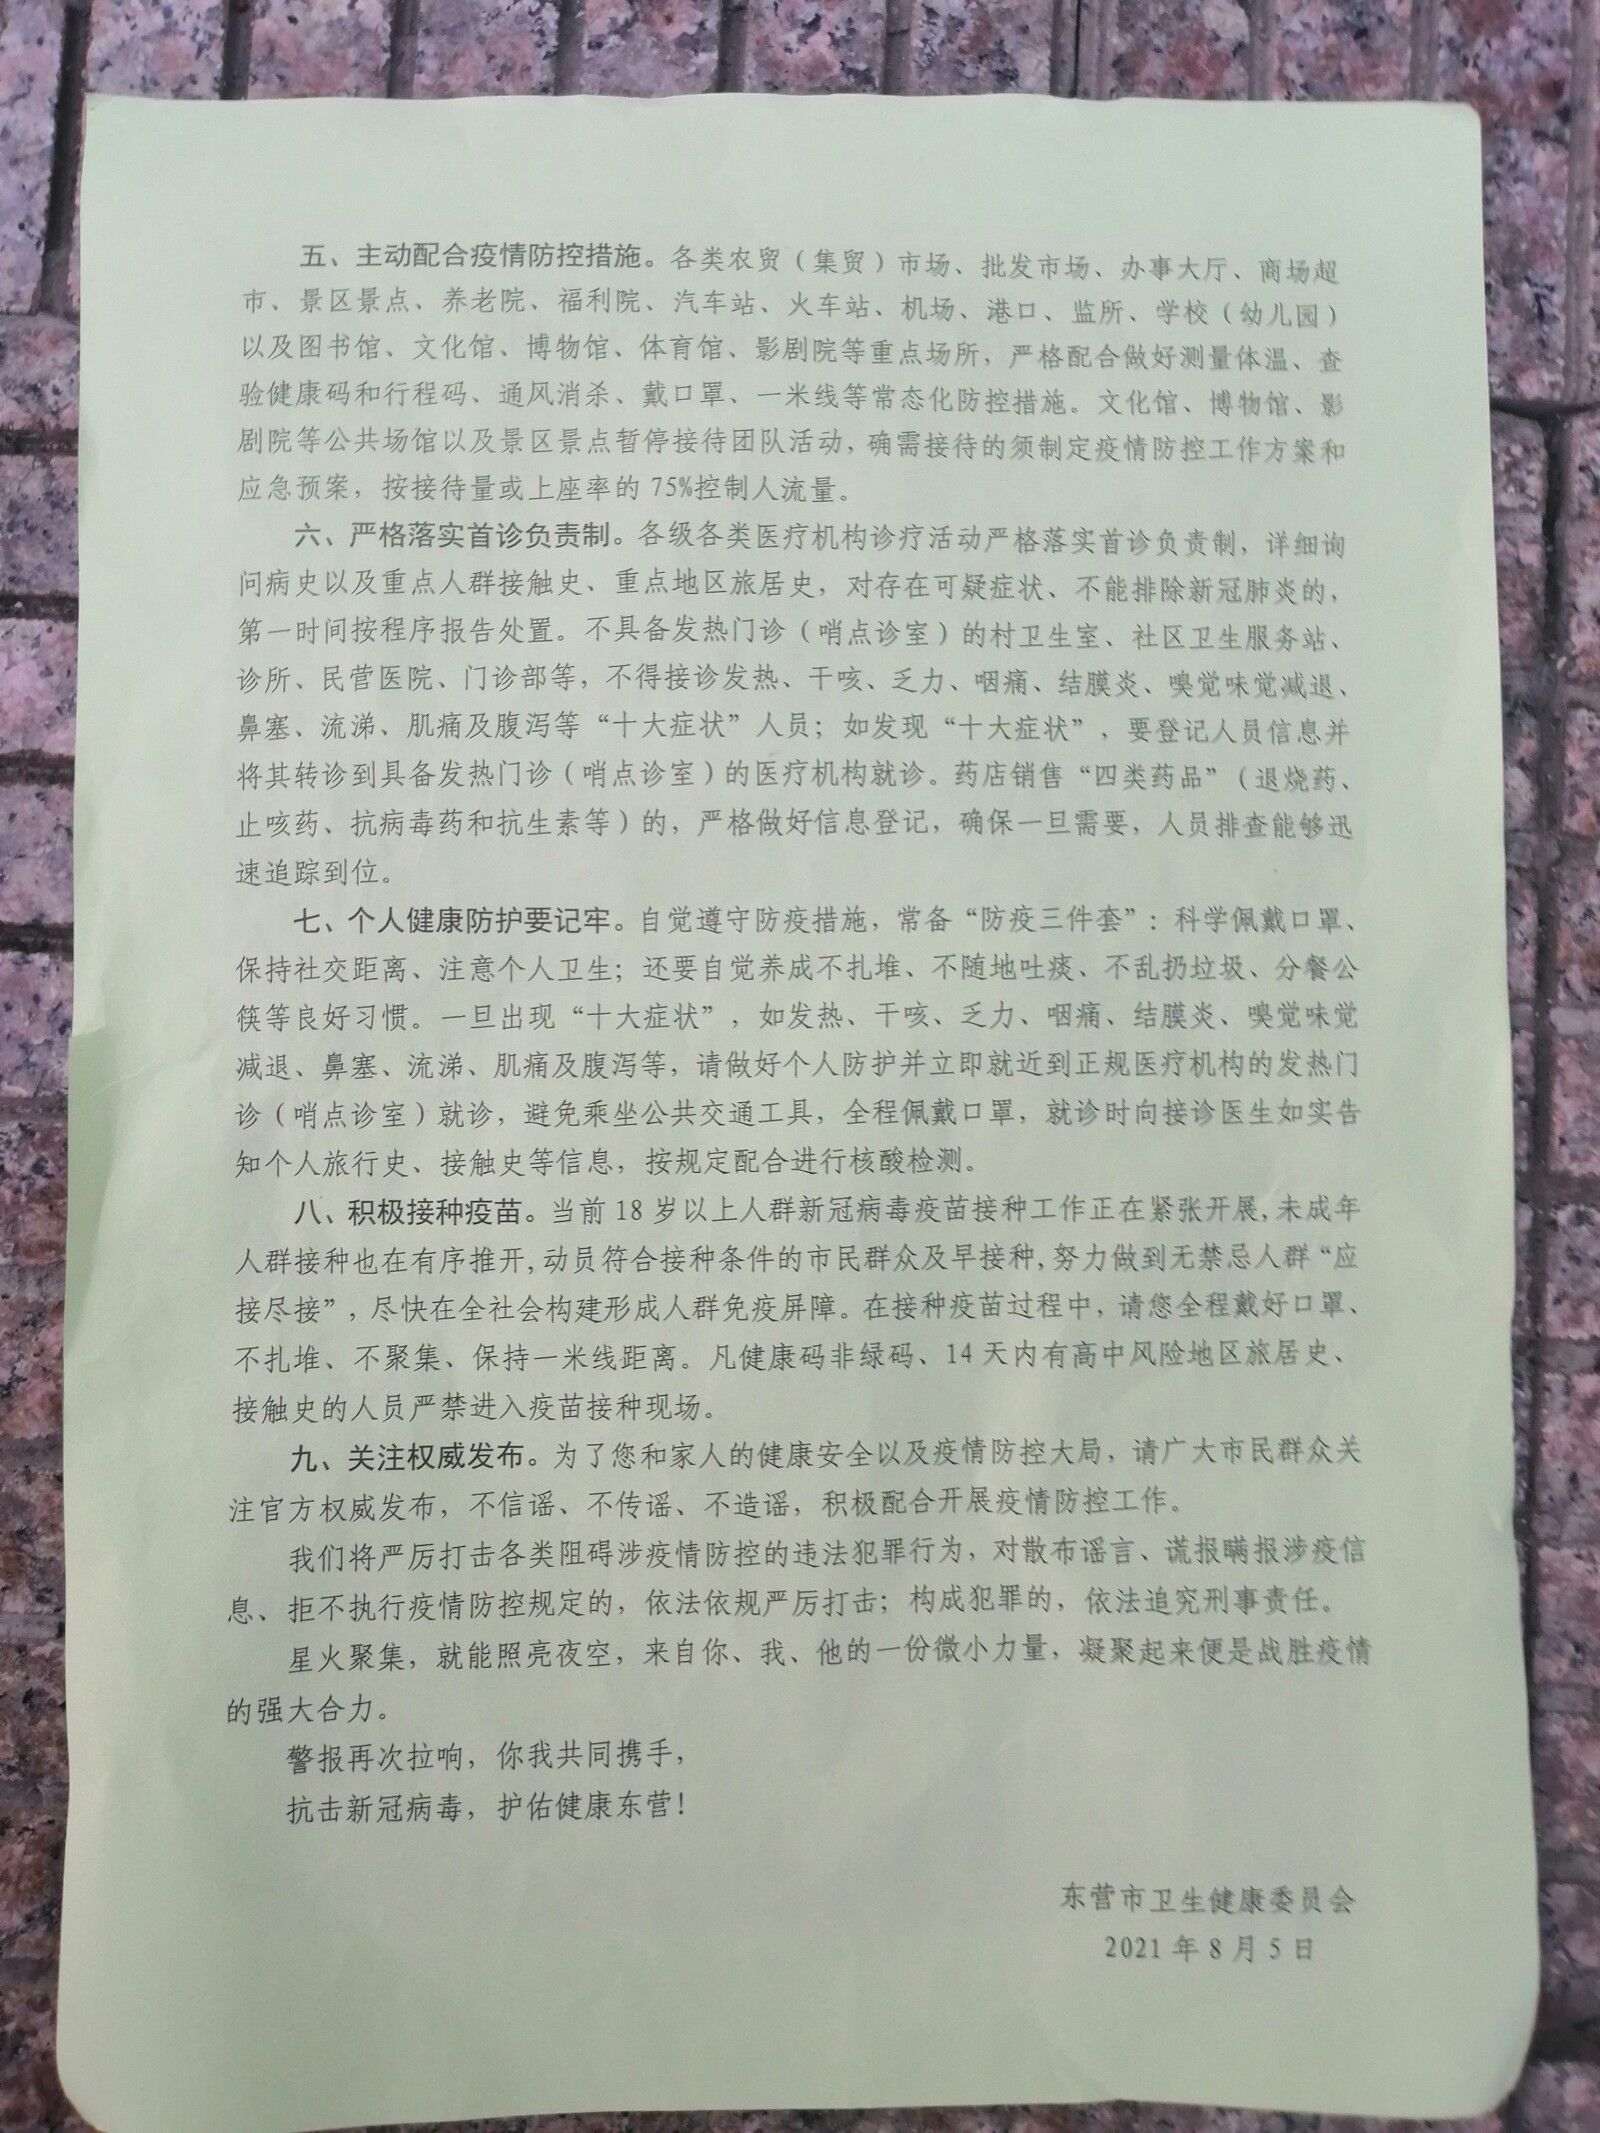 五、主动配合疫情防控措施。各类农贸（集贸）市场、批发市场、办事大厅、商场超
市、景区景点、养老院、福利院、汽车站、火车站、机场、港口、监所、学校（幼儿园）
以及图书馆、文化馆、博物馆、体育馆、影剧院等重点场所，严格配合做好测量体温、查
验健康码和行程码、通风消杀、戴口罩、一米线等常态化防控措施。文化馆、博物馆、影
剧院等公共场馆以及景区景点暂停接待团队活动，确需接待的须制定疫情防控工作方案和
应急预案，按接待量或上座率的 75%控制人流量。
六、严格落实首诊负责制。各级各类医疗机构诊疗活动严格落实首诊负责制，详细询
问病史以及重点人群接触史、重点地区旅居史，对存在可疑症状、不能排除新冠肺炎的，
第一时间按程序报告处置。不具备发热门诊（哨点诊室）的村卫生室、社区卫生服务站、
诊所、民营医院、门诊部等，不得接诊发热、干咳、乏力、咽痛、结膜炎、嗅觉味觉减退、
鼻塞、流涕、肌痛及腹泻等“十大症状”人员；如发现“十大症状”，要登记人员信息并
将其转诊到具备发热门诊（哨点诊室）的医疗机构就诊。药店销售“四类药品”（退烧药、
止咳药、抗病毒药和抗生素等）的，严格做好信息登记，确保一旦需要，人员排查能够迅
速追踪到位。
七、个人健康防护要记牢。自觉遵守防疫措施，常备“防疫三件套”：科学佩戴口罩、
保持社交距离、注意个人卫生；还要自觉养成不扎堆、不随地吐痰、不乱扔垃圾、分餐公
筷等良好习惯。一旦出现“十大症状”，如发热、干咳、乏力、咽痛、结膜炎、嗅觉味觉
减退、鼻塞、流涕、肌痛及腹泻等，请做好个人防护并立即就近到正规医疗机构的发热门
诊（哨点诊室）就诊，避免乘坐公共交通工具，全程佩戴口罩，就诊时向接诊医生如实告
知个人旅行史、接触史等信息，按规定配合进行核酸检测。
八、积极接种疫苗。当前 18 岁以上人群新冠病毒疫苗接种工作正在紧张开展,未成年
人群接种也在有序推开,动员符合接种条件的市民群众及早接种,努力做到无禁忌人群“应
接尽接”，尽快在全社会构建形成人群免疫屏障。在接种疫苗过程中，请您全程戴好口罩、
不扎堆、不聚集、保持一米线距离。凡健康码非绿码、14 天内有高中风险地区旅居史、
接触史的人员严禁进入疫苗接种现场。
九、关注权威发布。为了您和家人的健康安全以及疫情防控大局，请广大市民群众关
注官方权威发布，不信谣、不传谣、不造谣，积极配合开展疫情防控工作。
我们将严厉打击各类阻碍涉疫情防控的违法犯罪行为，对散布谣言、谎报瞒报涉疫信
息、拒不执行疫情防控规定的，依法依规严厉打击；构成犯罪的，依法追究刑事责任。
星火聚集，就能照亮夜空，来自你、我、他的一份微小力量，凝聚起来便是战胜疫情
的强大合力。
警报再次拉响，你我共同携手，
抗击新冠病毒，护佑健康东营！
东营市卫生健康委员会
2021 年 8 月 5 日